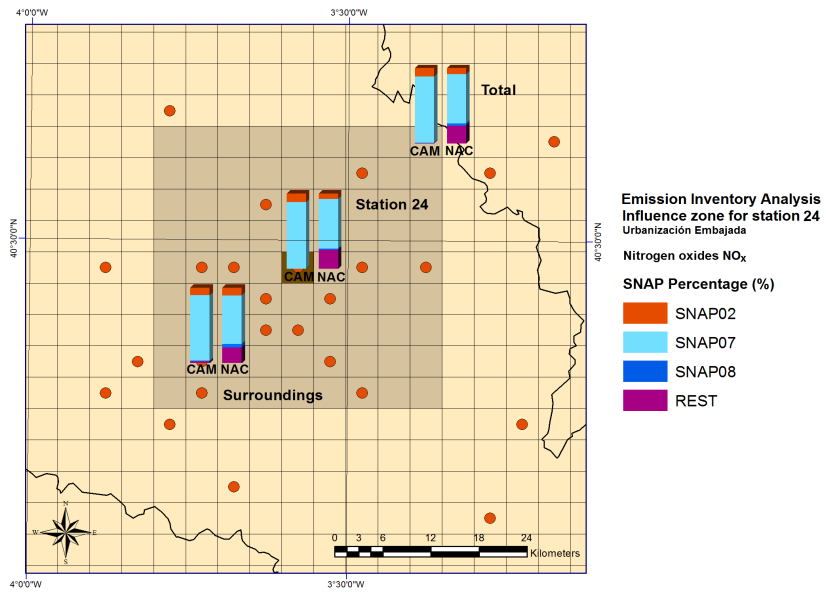 4°0'0"W
3°30'0"W
Total
CAM
NAC
Station 24
40°30'0"N
40°30'0"N
CAM
NAC
CAM
NAC
Surroundings
N
W
E
S
0 3 6 12 18 24
Kilometers
4°0'0"W
3°30'0"W
Emission Inventory Analysis
Influence zone for station 24
Urbanización Embajada
Nitrogen oxides NOx
SNAP Percentage (%)
SNAP02
SNAP07
SNAP08
REST